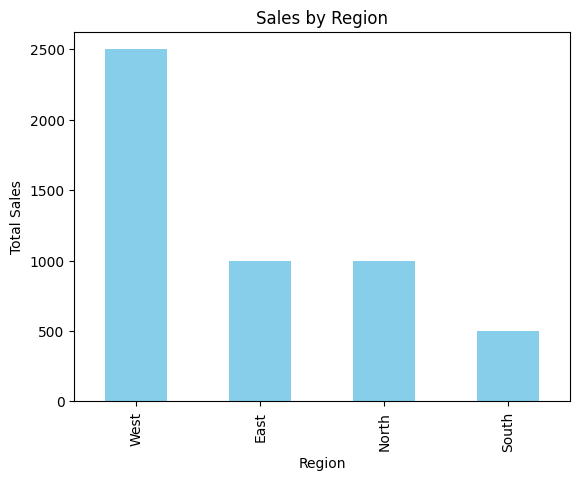 Sales by Region
Total Sales
2500
2000
1500
1000
500
0
West
East
North
South
Region